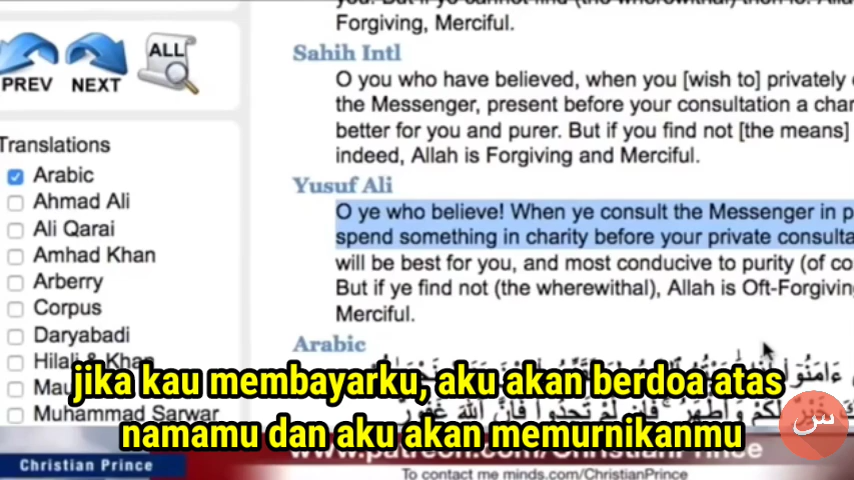 Forgiving, Merciful.
Sahih Intl
O you who have believed, when you [wish to] privately
the Messenger, present before your consultation a char
better for you and purer. But if you find not [the means]
indeed, Allah is Forgiving and Merciful.
Yusuf Ali
O ye who believe! When ye consult the Messenger in p
spend something in charity before your private consulta
will be best for you, and most conducive to purity (of co
But if ye find not (the wherewithal), Allah is Oft-Forgiving
Merciful.
Arabic
ALL
PREV
NEXT
Translations
Arabic
Ahmad Ali
Ali Qarai
Amhad Khan
Arberry
Corpus
Daryabadi
Hilali & Khan
Muhammad Sarwar
jika kau membayarku, aku akan berdoa atas
namamu dan aku akan memurnikanmu
www.patreon.com/ChristianPrince
Christian Prince
To contact me minds.com/ChristianPrince
س